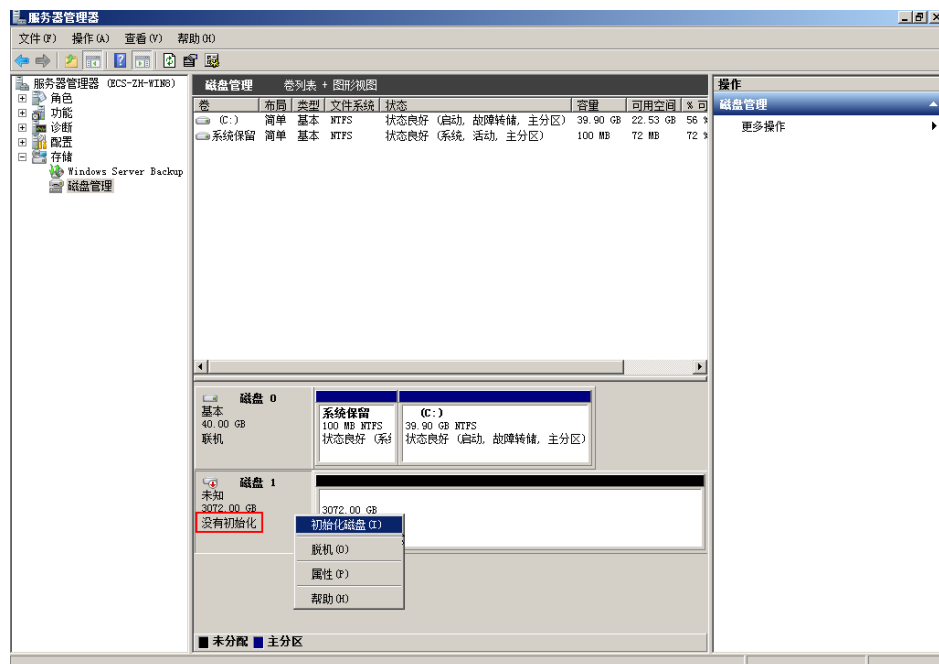 服务器管理器
文件(F) 操作(A) 查看(V) 帮助(H)
服务器管理器 (ECS-ZH-WIN8)
角色
功能
诊断
配置
存储
Windows Server Backup
磁盘管理
磁盘管理 卷列表 + 图形视图
卷 布局 类型 文件系统 状态 容量 可用空间 % 可
(C:) 简单 基本 NTFS 状态良好 (启动, 故障转储, 主分区) 39.90 GB 22.53 GB 56 %
系统保留 简单 基本 NTFS 状态良好 (系统, 活动, 主分区) 100 MB 72 MB 72 %
操作
磁盘管理
更多操作
磁盘 0
基本
40.00 GB
联机
系统保留
100 MB NTFS
状态良好 (系
(C:)
39.90 GB NTFS
状态良好 (启动, 故障转储, 主分区)
磁盘 1
未知
3072.00 GB
没有初始化
3072.00 GB
初始化磁盘(I)
脱机(O)
属性(P)
帮助(H)
未分配 主分区